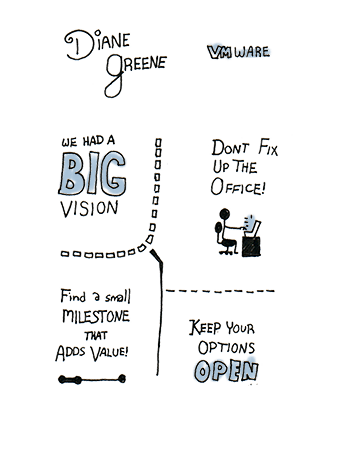 DIANE
GREENE
VMWARE
WE HAD A
BIG
VISION
DONT FIX
UP THE
OFFICE!
Find a small
MILESTONE
THAT
ADDS VALUE!
KEEP YOUR
OPTIONS
OPEN